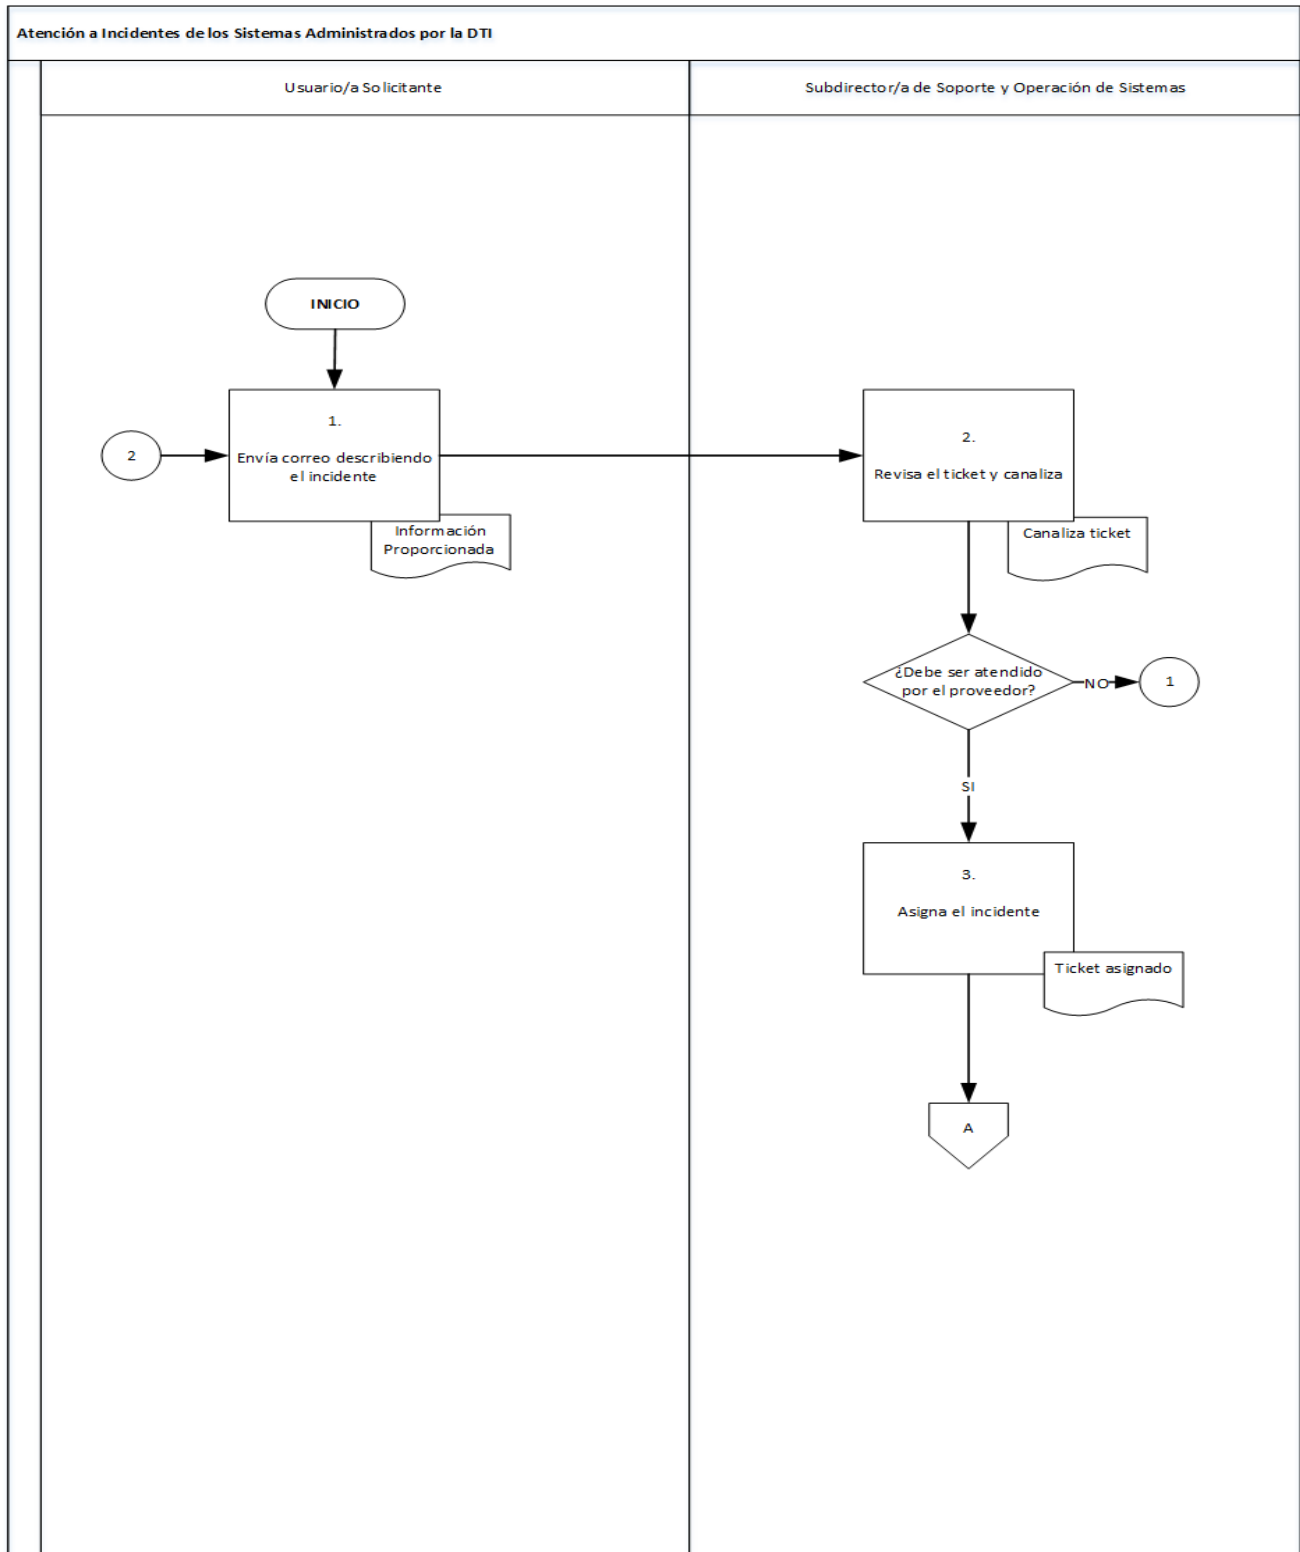 Atención a Incidentes de los Sistemas Administrados por la DTI
Usuario/a Solicitante
Subdirector/a de Soporte y Operación de Sistemas
INICIO
2
1.
Envía correo describiendo
el incidente
Información
Proporcionada
2.
Revisa el ticket y canaliza
Canaliza ticket
¿Debe ser atendido
por el proveedor?
NO
1
SI
3.
Asigna el incidente
Ticket asignado
A